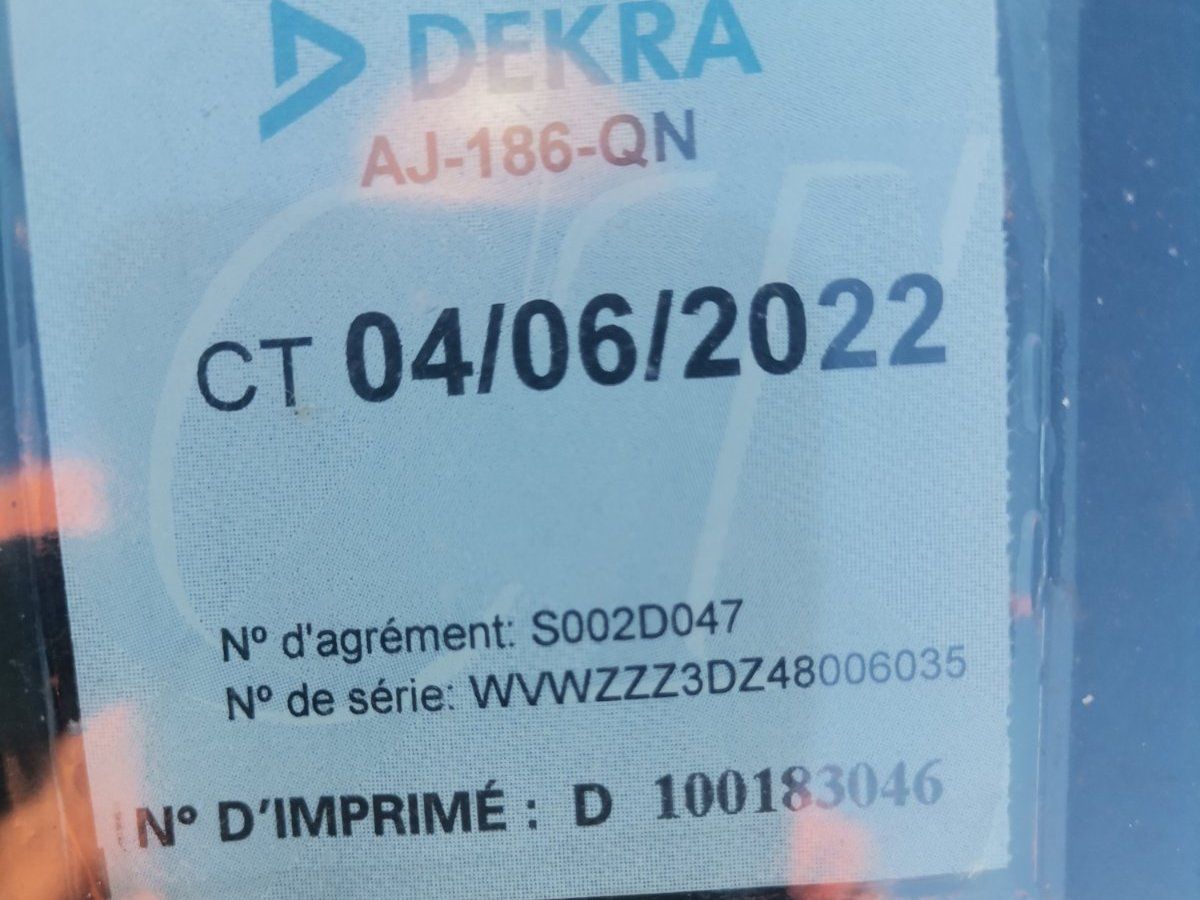 DEKRA
AJ-186-QN
CT 04/06/2022
Nº d'agrément: S002D047
Nº de série: WVWZZZ3DZ48006035
Nº D'IMPRIMÉ : D 100183046